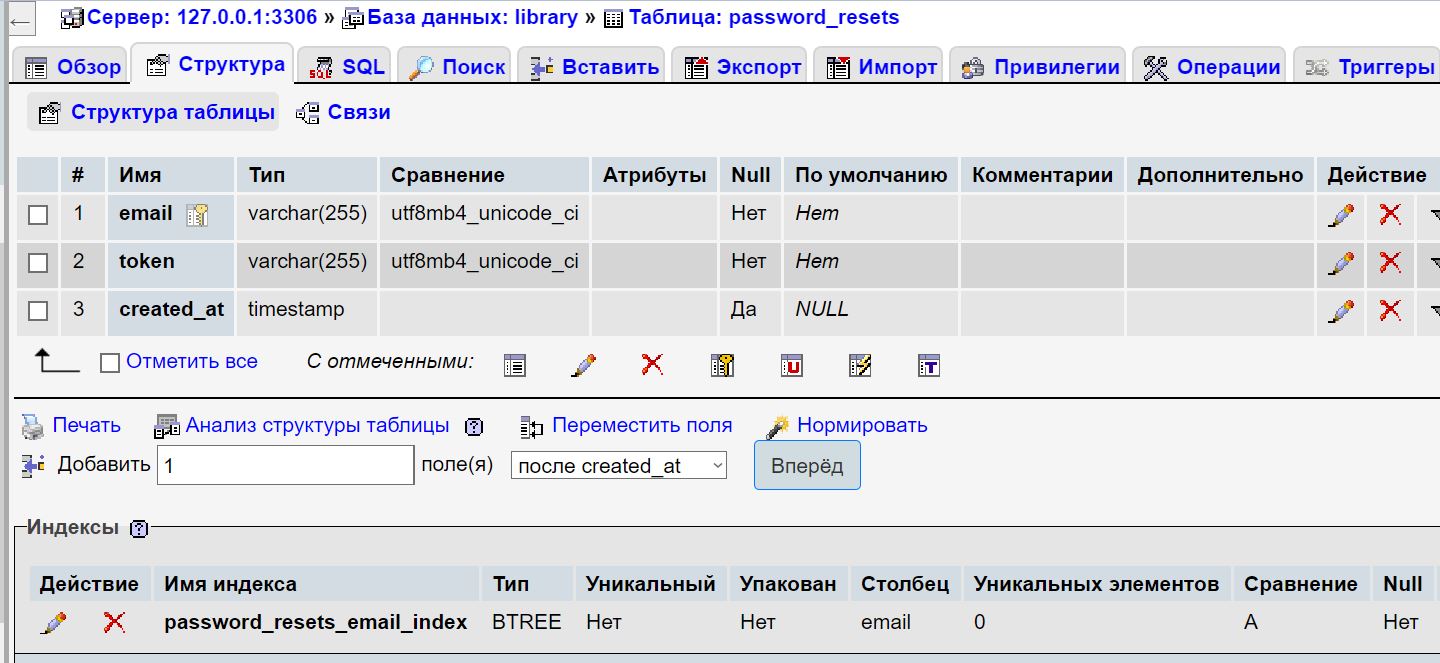 Сервер: 127.0.0.1:3306 » База данных: library » Таблица: password_resets
Обзор Структура SQL Поиск Вставить Экспорт Импорт Привилегии Операции Триггеры
Структура таблицы Связи
# Имя Тип Сравнение Атрибуты Null По умолчанию Комментарии Дополнительно Действие
1 email varchar(255) utf8mb4_unicode_ci Нет Нет
2 token varchar(255) utf8mb4_unicode_ci Нет Нет
3 created_at timestamp Да NULL
Отметить все С отмеченными:
Печать Анализ структуры таблицы Переместить поля Нормировать
Добавить 1 поле(я) после created_at Вперёд
Индексы
Действие Имя индекса Тип Уникальный Упакован Столбец Уникальных элементов Сравнение Null
password_resets_email_index BTREE Нет Нет email 0 A Нет